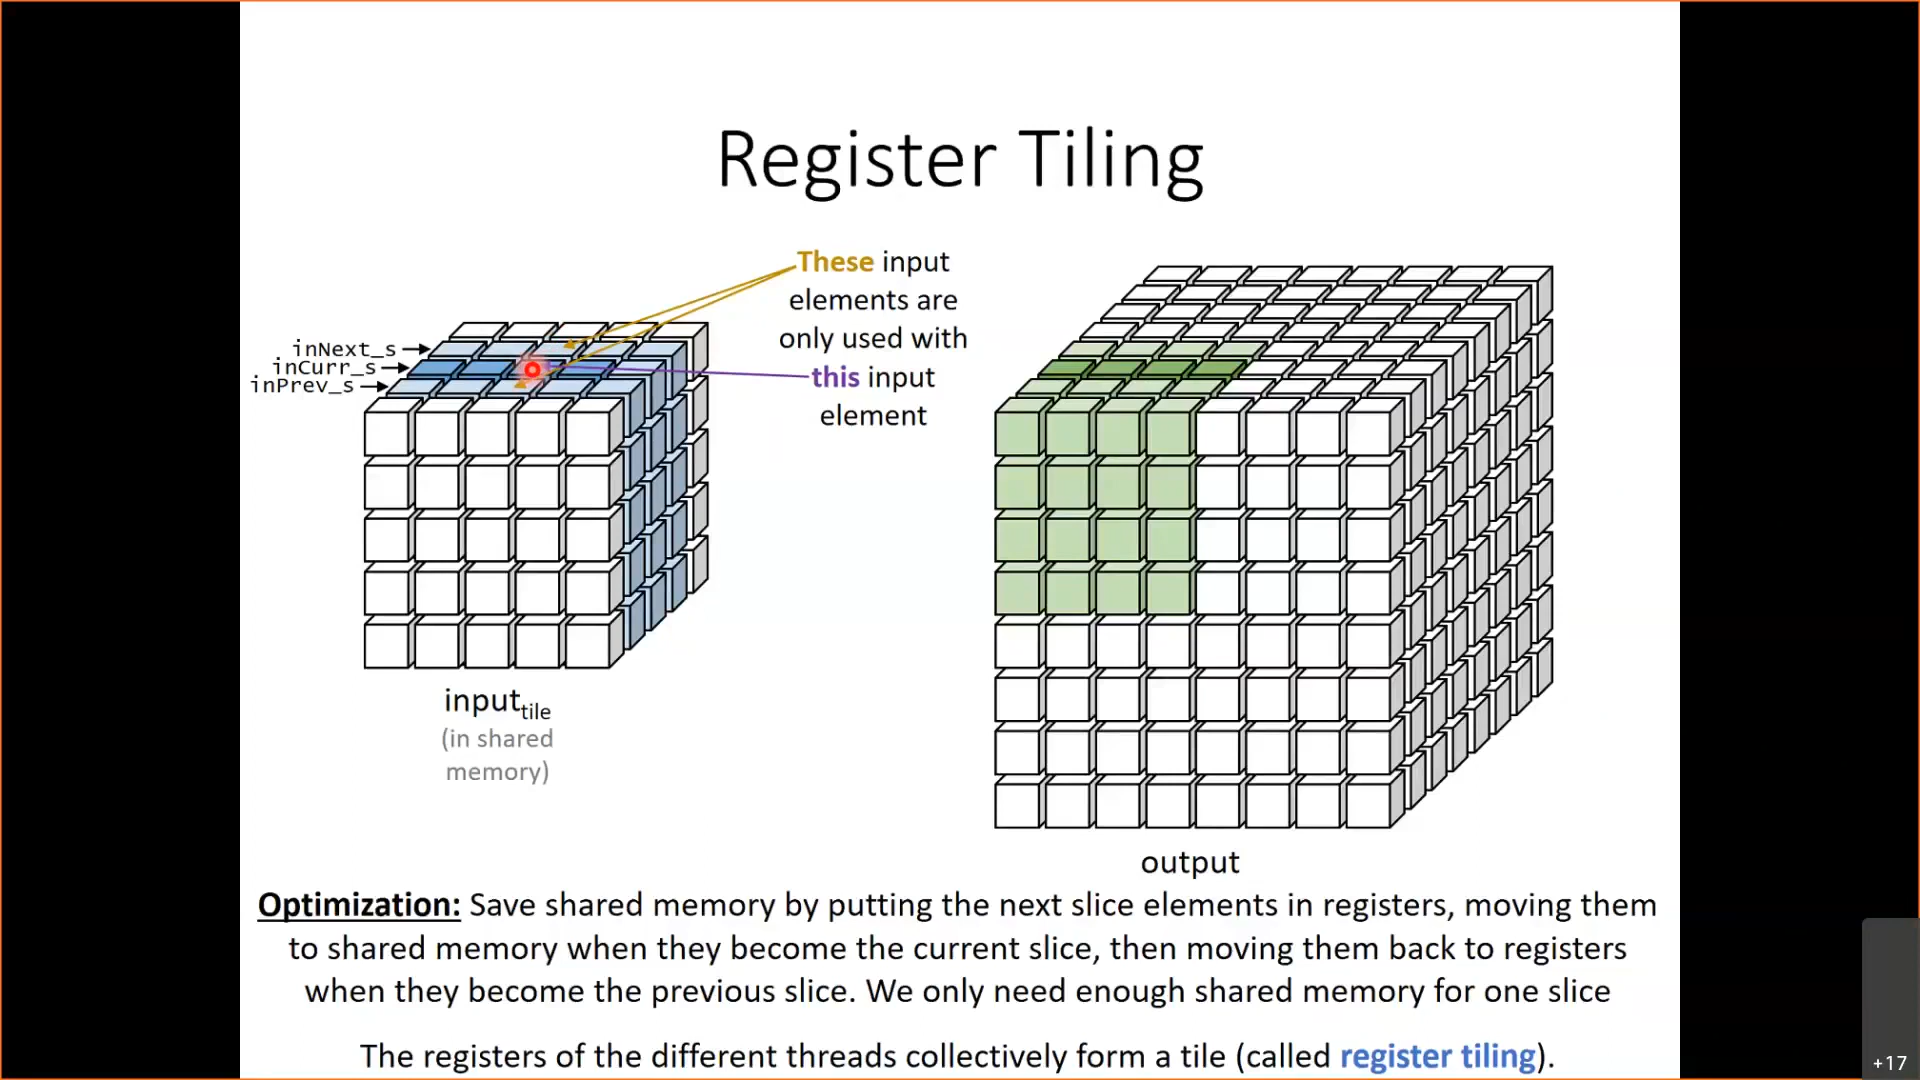 Register Tiling
These input
elements are
only used with
this input
element
inNext_s
inCurr_s
inPrev_s
input_tile
(in shared
memory)
output
Optimization: Save shared memory by putting the next slice elements in registers, moving them
to shared memory when they become the current slice, then moving them back to registers
when they become the previous slice. We only need enough shared memory for one slice
The registers of the different threads collectively form a tile (called register tiling).
+17